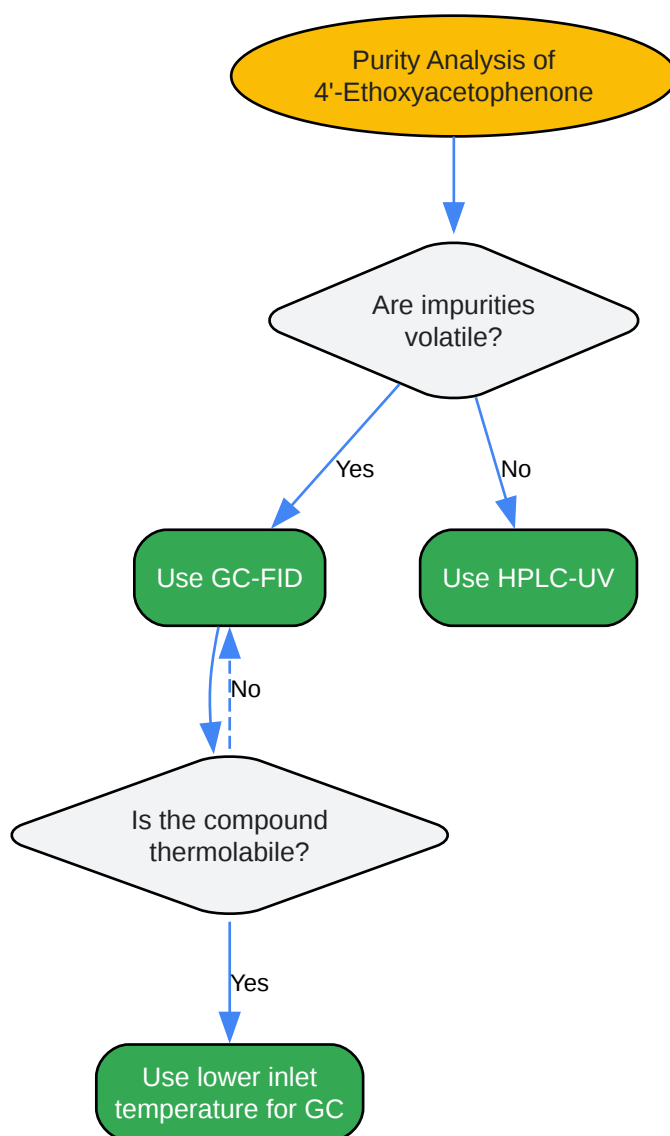 Purity Analysis of
4'-Ethoxyacetophenone
Are impurities
volatile?
Yes
No
Use GC-FID
Use HPLC-UV
No
Is the compound
thermolabile?
Yes
Use lower inlet
temperature for GC